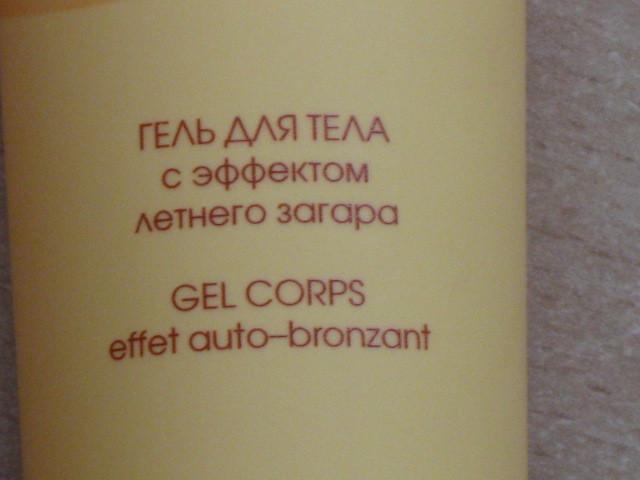 ГЕЛЬ ДЛЯ ТЕЛА
с эффектом
летнего загара
GEL CORPS
effet auto-bronzant